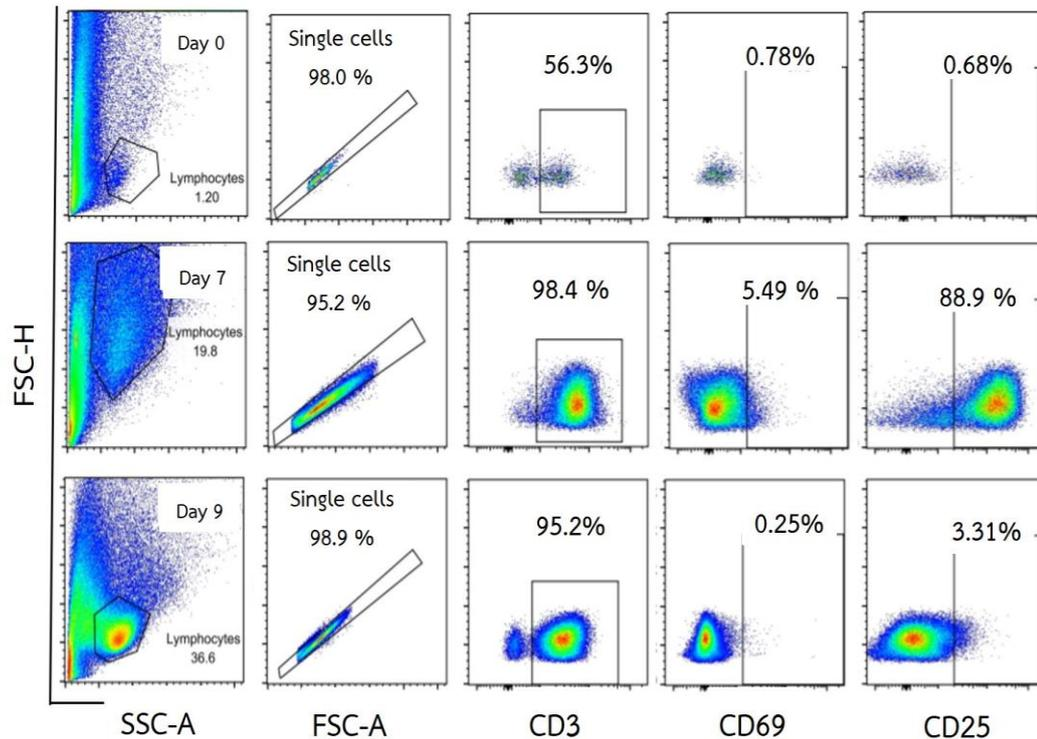 Day 0
Single cells
98.0 %
56.3%
0.78%
0.68%
Lymphocytes
1.20
Day 7
Single cells
95.2 %
98.4 %
5.49 %
88.9 %
Lymphocytes
19.8
FSC-H
Day 9
Single cells
98.9 %
95.2%
0.25%
3.31%
Lymphocytes
36.6
SSC-A
FSC-A
CD3
CD69
CD25